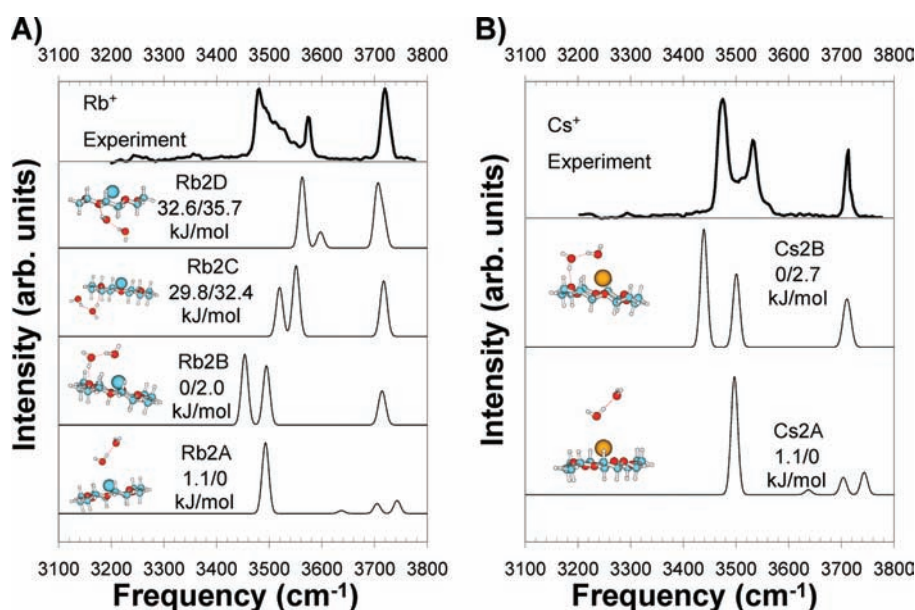 A)
3100 3200 3300 3400 3500 3600 3700 3800
Rb+
Experiment
Rb2D
32.6/35.7
kJ/mol
Rb2C
29.8/32.4
kJ/mol
Rb2B
0/2.0
kJ/mol
Rb2A
1.1/0
kJ/mol
Intensity (arb. units)
3100 3200 3300 3400 3500 3600 3700 3800
Frequency (cm-1)
B)
3100 3200 3300 3400 3500 3600 3700 3800
Cs+
Experiment
Cs2B
0/2.7
kJ/mol
Cs2A
1.1/0
kJ/mol
Intensity (arb. units)
3100 3200 3300 3400 3500 3600 3700 3800
Frequency (cm-1)